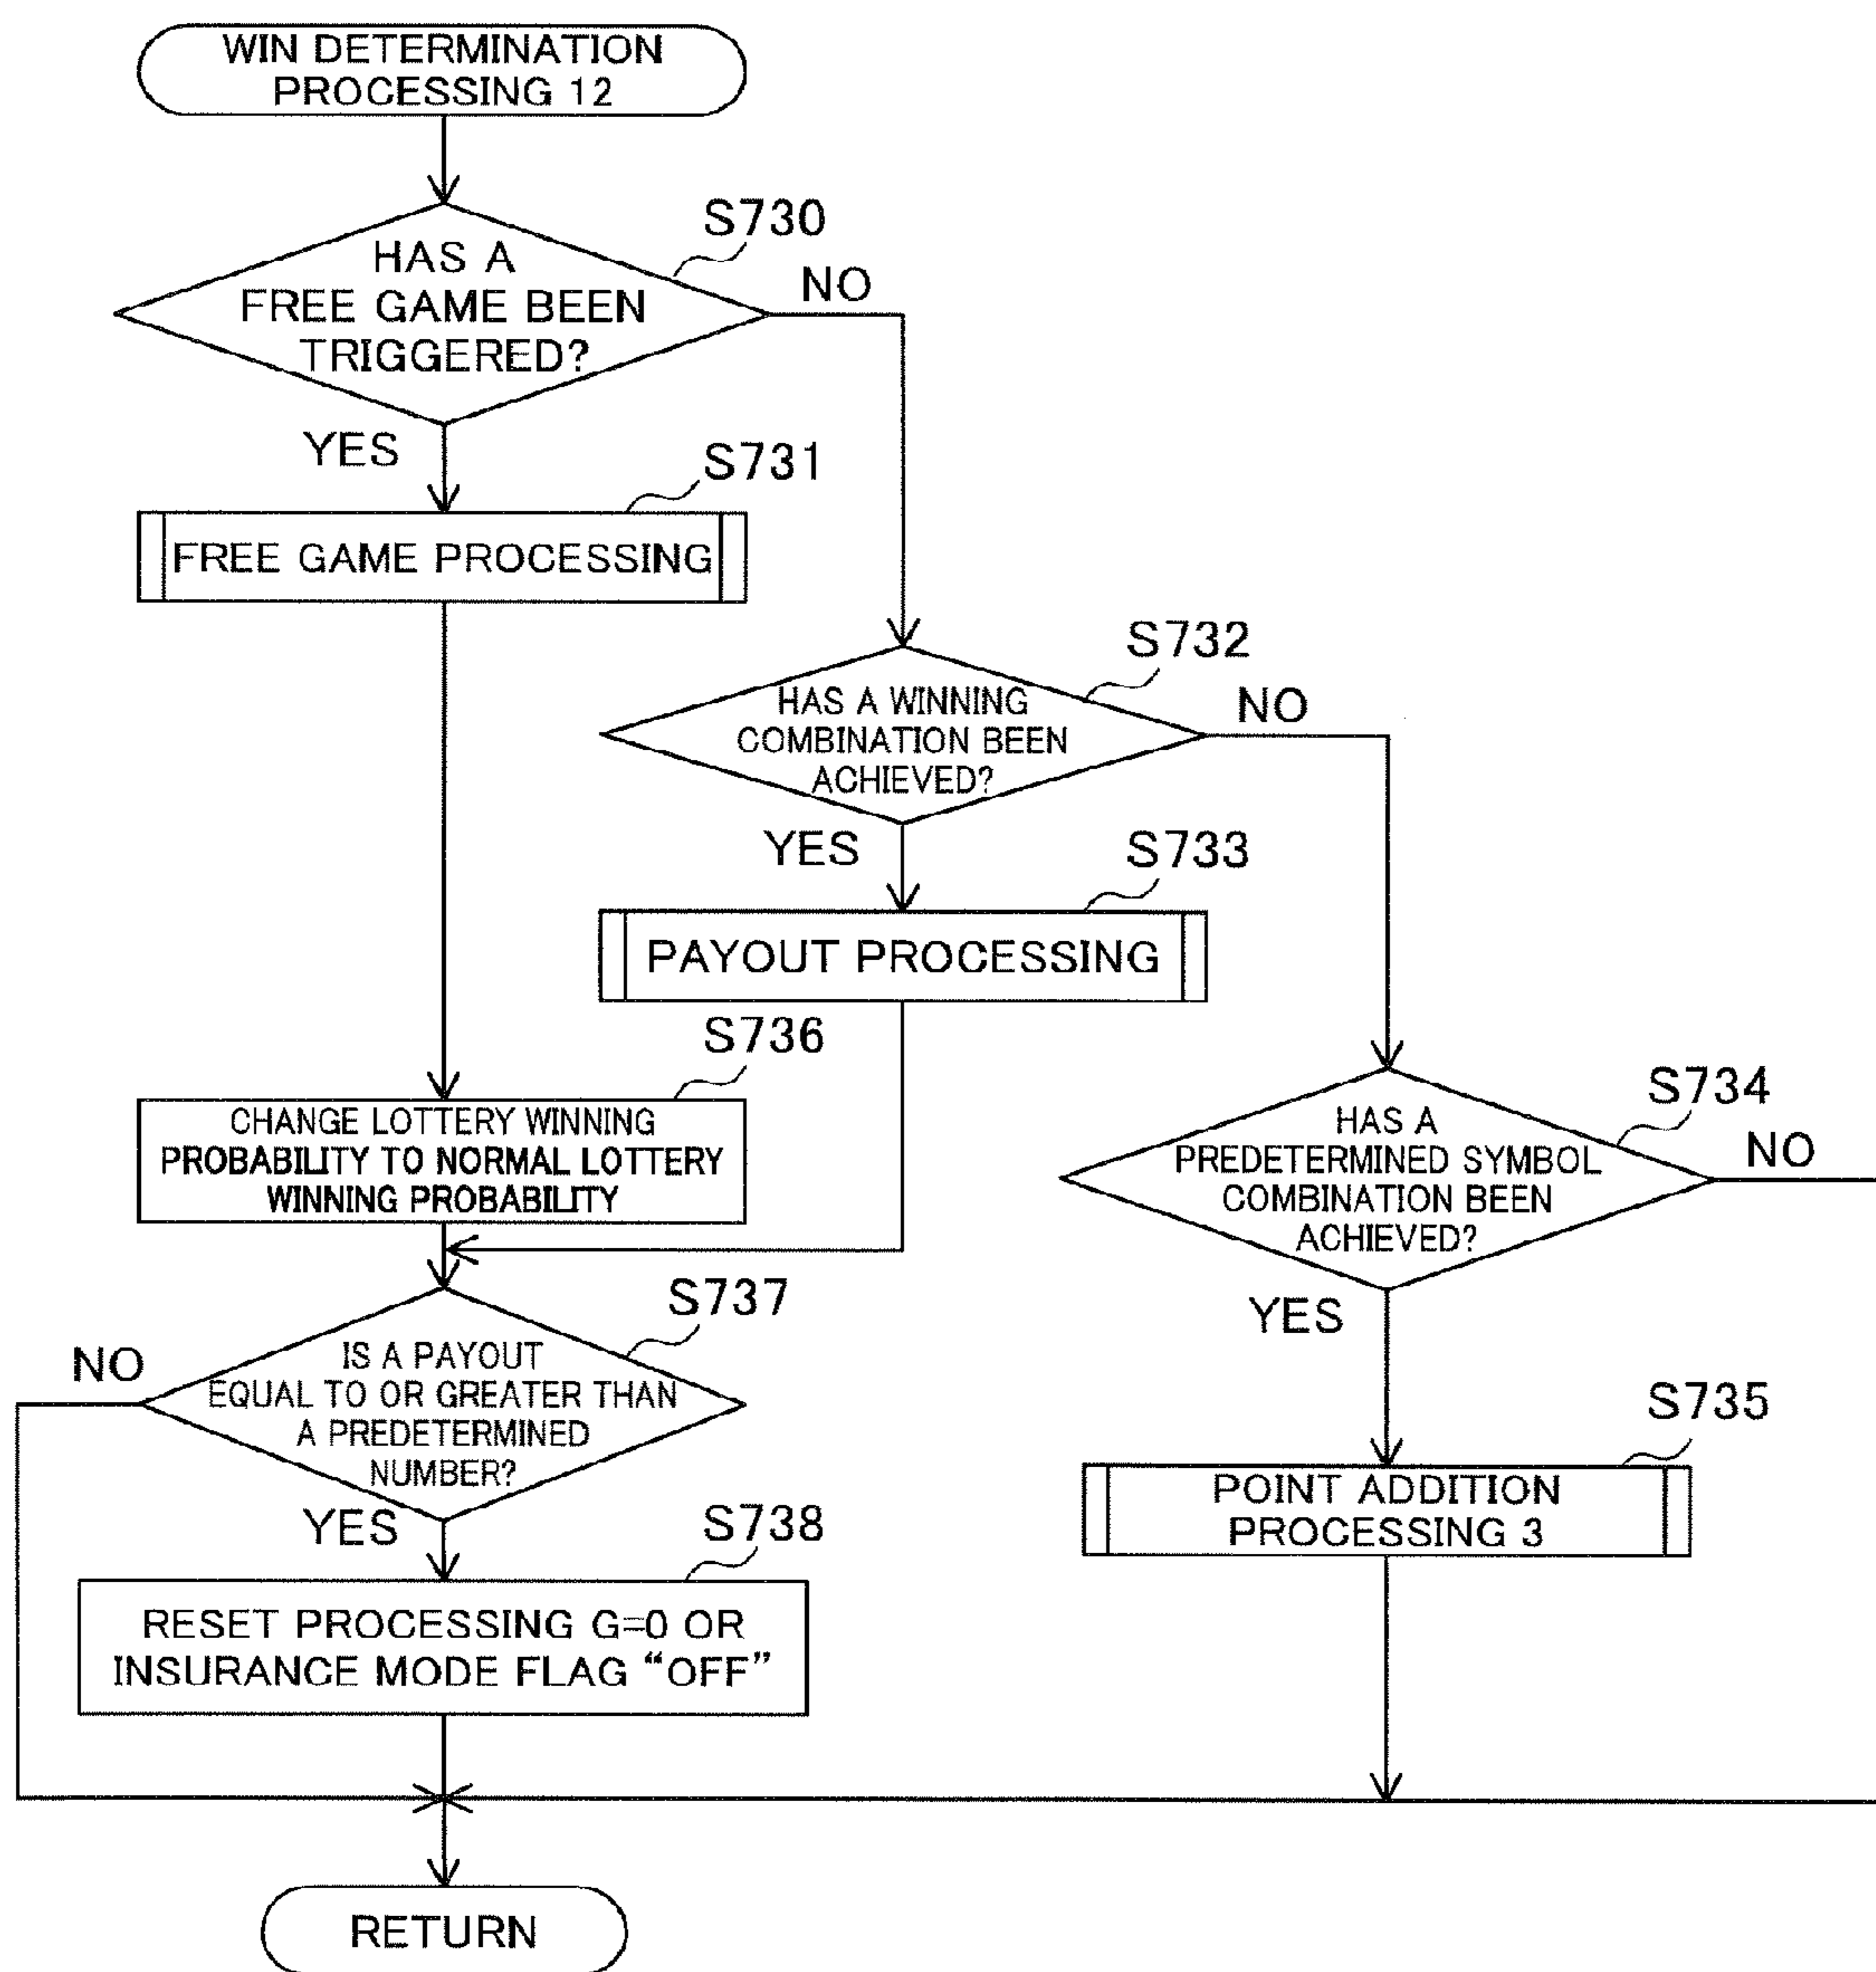 WIN DETERMINATION
PROCESSING 12
S730
HAS A
FREE GAME BEEN
TRIGGERED?
NO
YES
S731
FREE GAME PROCESSING
S732
HAS A WINNING
COMBINATION BEEN
ACHIEVED?
NO
YES
S733
PAYOUT PROCESSING
S736
CHANGE LOTTERY WINNING
PROBABILITY TO NORMAL LOTTERY
WINNING PROBABILITY
S734
HAS A
PREDETERMINED SYMBOL
COMBINATION BEEN
ACHIEVED?
NO
YES
S737
IS A PAYOUT
EQUAL TO OR GREATER THAN
A PREDETERMINED
NUMBER?
NO
YES
S735
POINT ADDITION
PROCESSING 3
S738
RESET PROCESSING G=0 OR
INSURANCE MODE FLAG “OFF”
RETURN